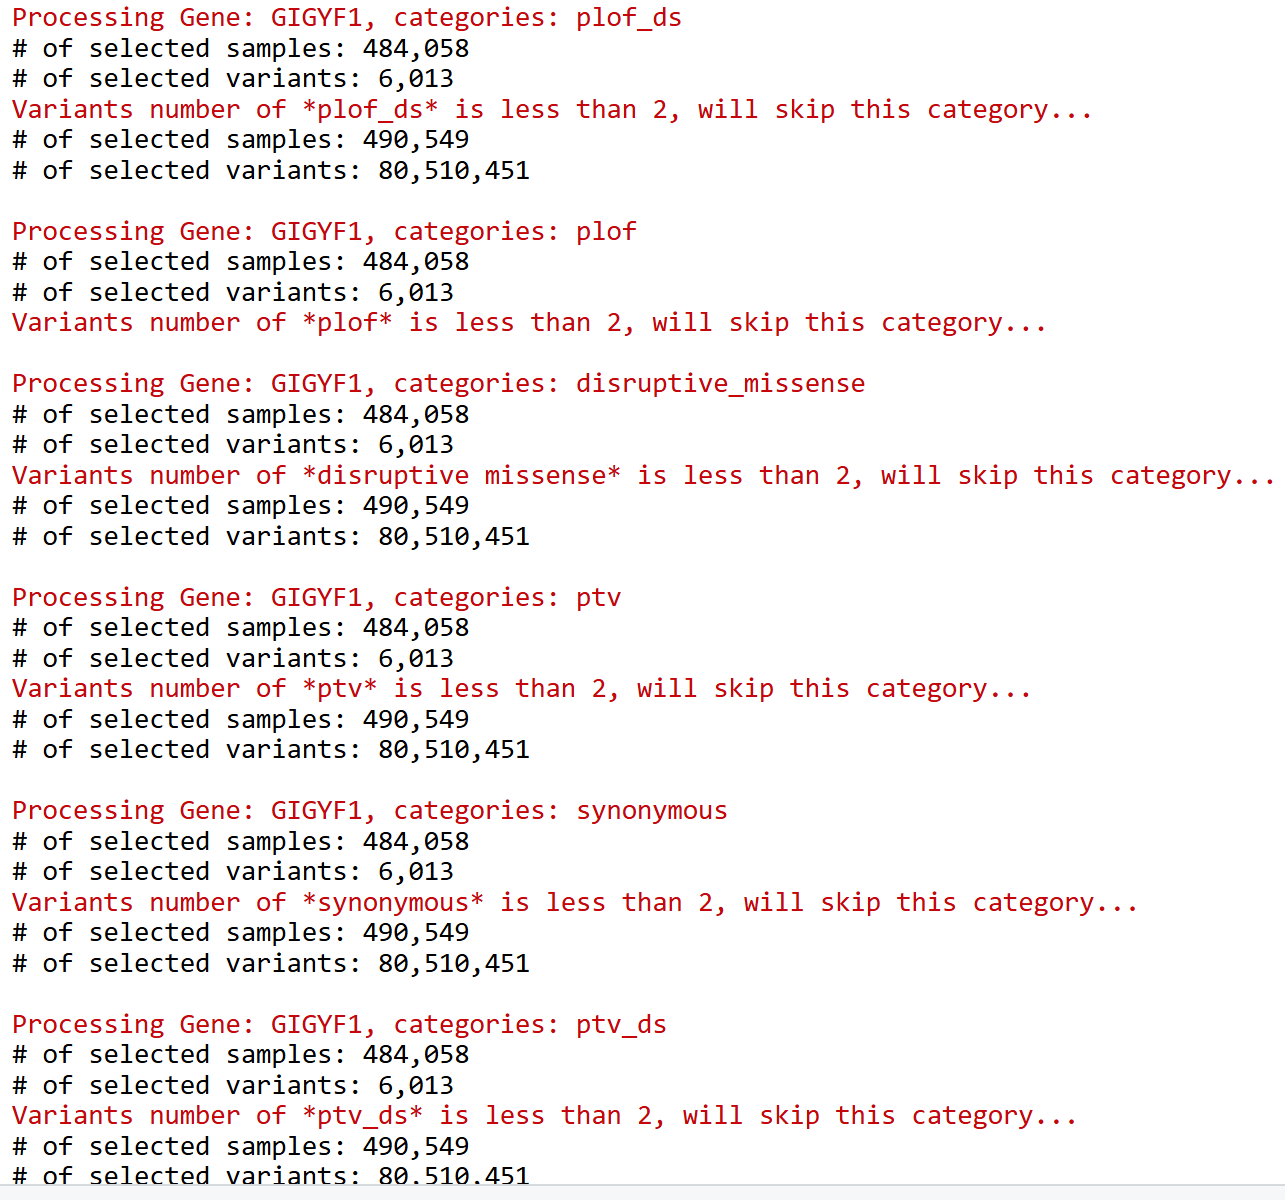 Processing Gene: GIGYF1, categories: plof_ds
# of selected samples: 484,058
# of selected variants: 6,013
Variants number of *plof_ds* is less than 2, will skip this category...
# of selected samples: 490,549
# of selected variants: 80,510,451
Processing Gene: GIGYF1, categories: plof
# of selected samples: 484,058
# of selected variants: 6,013
Variants number of *plof* is less than 2, will skip this category...
Processing Gene: GIGYF1, categories: disruptive_missense
# of selected samples: 484,058
# of selected variants: 6,013
Variants number of *disruptive missense* is less than 2, will skip this category...
# of selected samples: 490,549
# of selected variants: 80,510,451
Processing Gene: GIGYF1, categories: ptv
# of selected samples: 484,058
# of selected variants: 6,013
Variants number of *ptv* is less than 2, will skip this category...
# of selected samples: 490,549
# of selected variants: 80,510,451
Processing Gene: GIGYF1, categories: synonymous
# of selected samples: 484,058
# of selected variants: 6,013
Variants number of *synonymous* is less than 2, will skip this category...
# of selected samples: 490,549
# of selected variants: 80,510,451
Processing Gene: GIGYF1, categories: ptv_ds
# of selected samples: 484,058
# of selected variants: 6,013
Variants number of *ptv_ds* is less than 2, will skip this category...
# of selected samples: 490,549
# of selected variants: 80,510,451